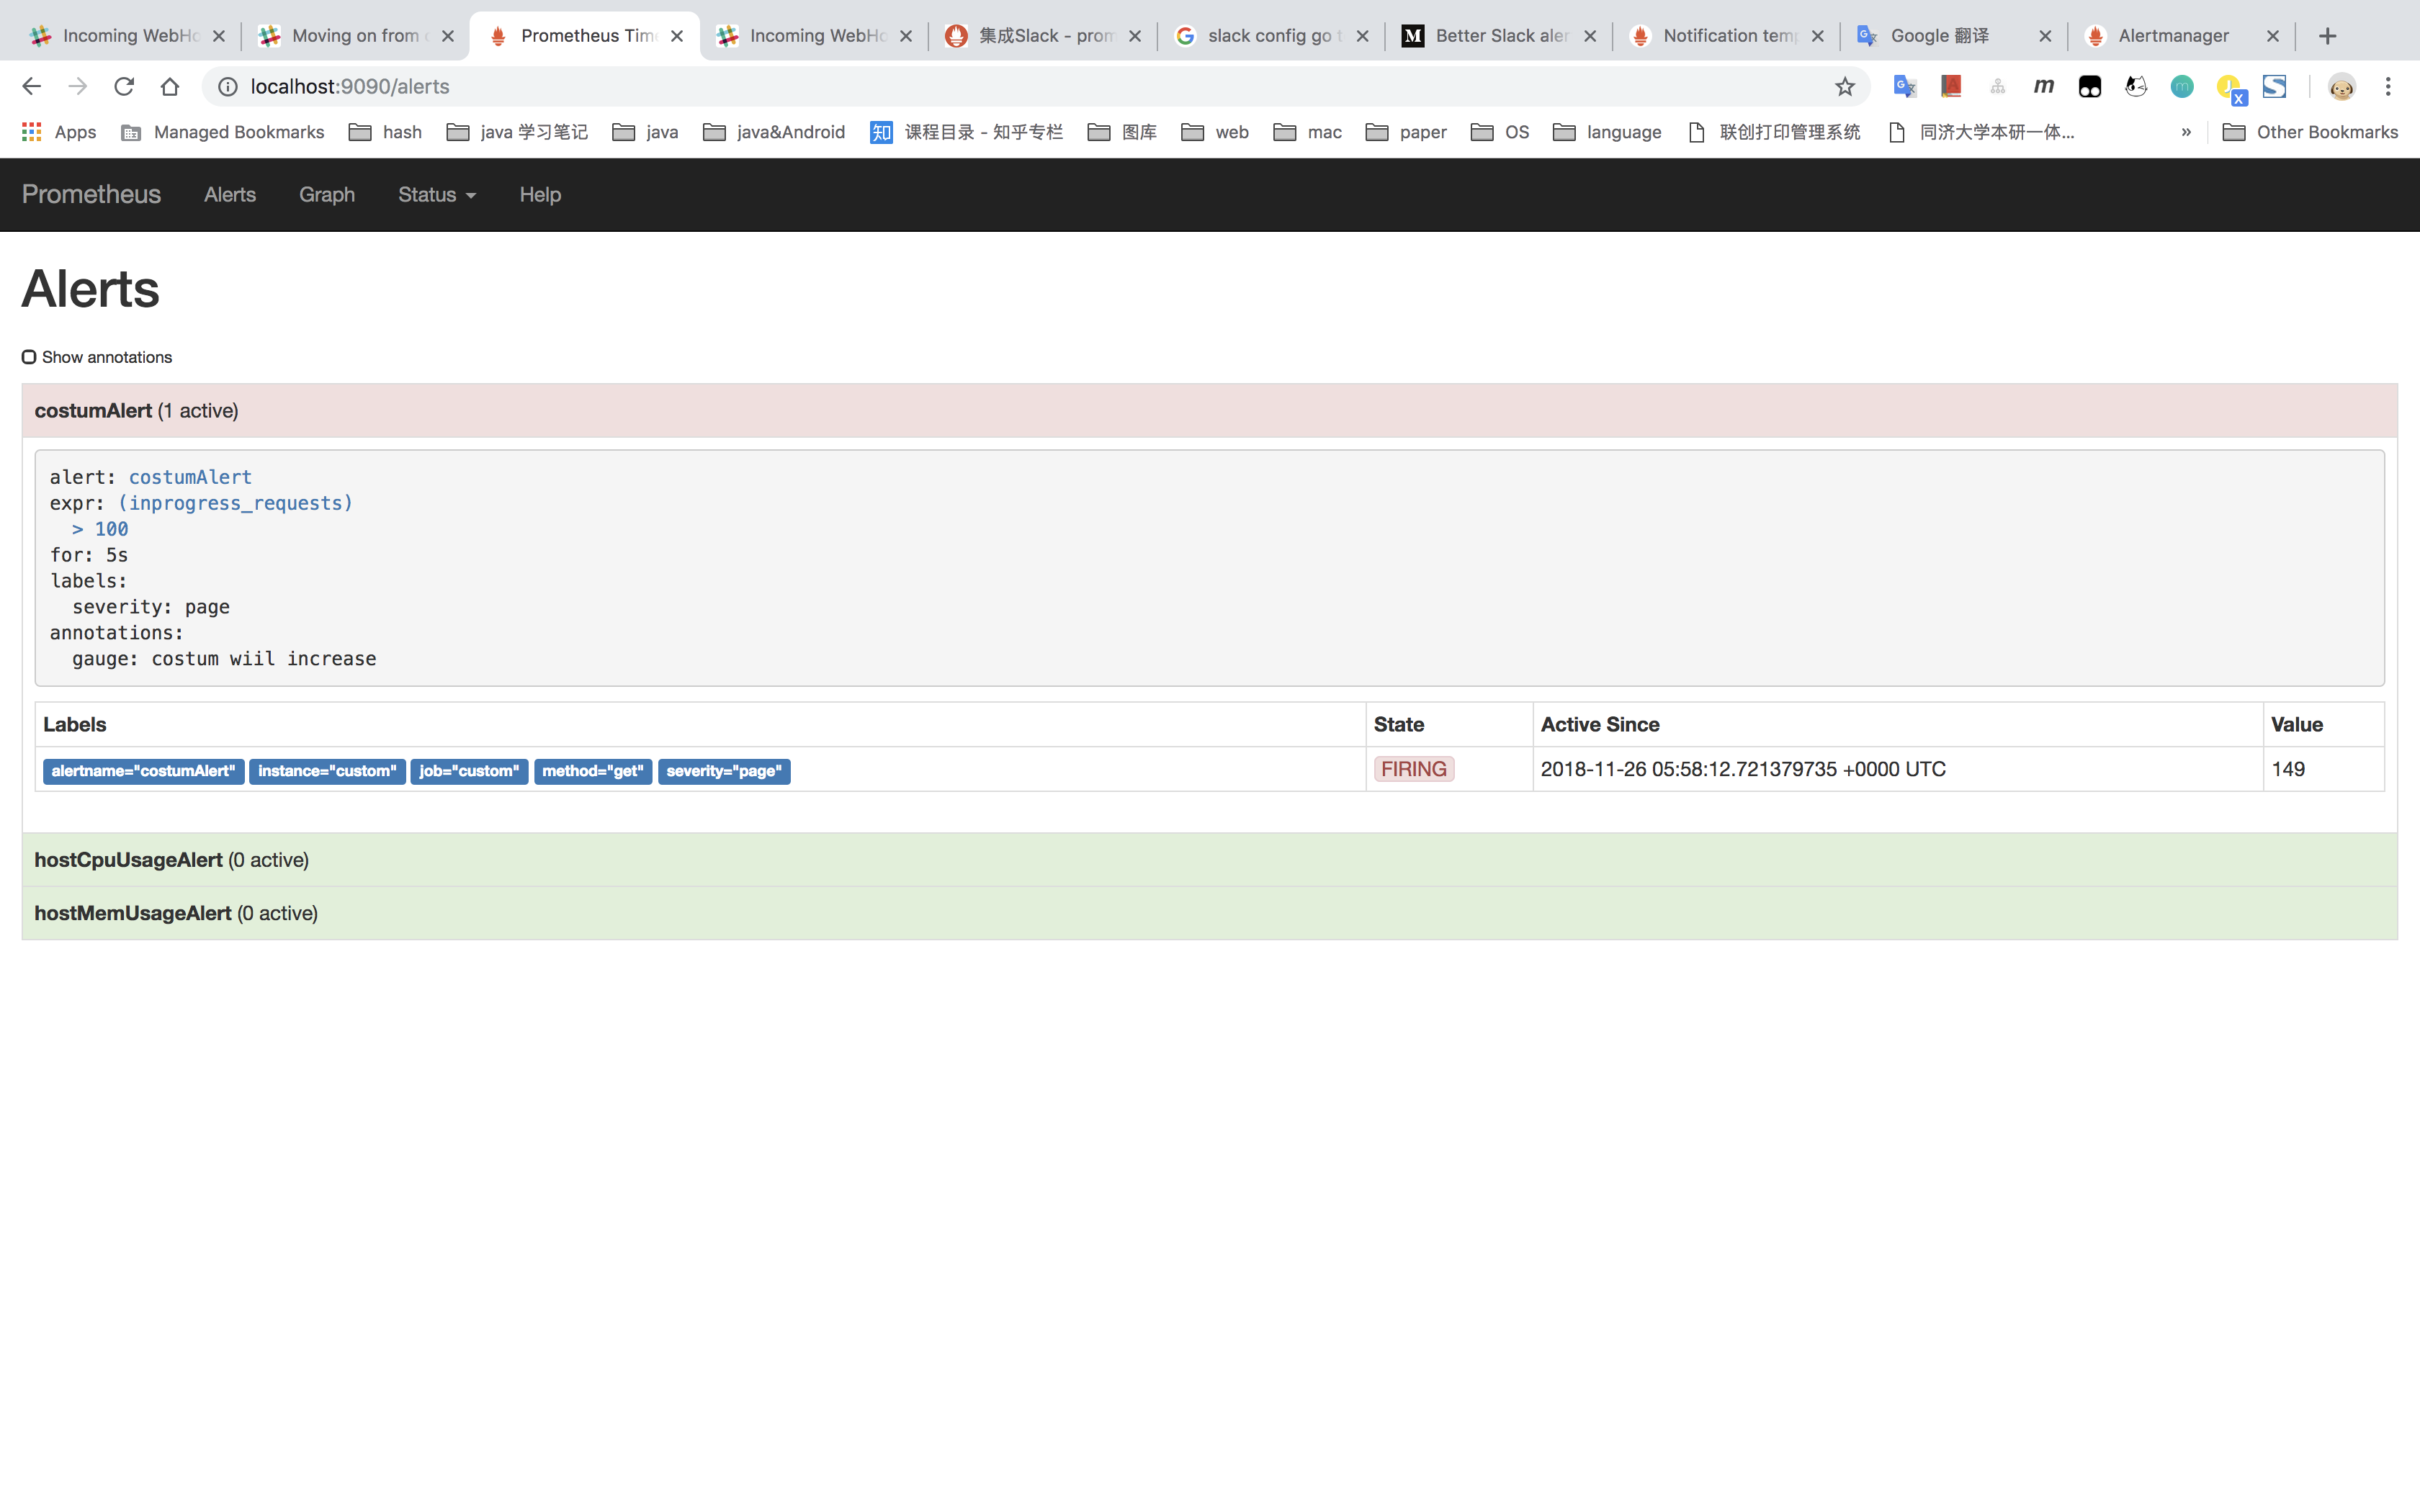 Incoming WebHo
Moving on from
Prometheus Time
Incoming WebHo
集成Slack - prom
slack config go t
M Better Slack aler
Notification temp
Google 翻译
Alertmanager
localhost:9090/alerts
Apps Managed Bookmarks hash java 学习笔记 java java&Android 知 课程目录 - 知乎专栏 图库 web mac paper OS language 联创打印管理系统 同济大学本研一体... » Other Bookmarks
Prometheus Alerts Graph Status Help
Alerts
Show annotations
costumAlert (1 active)
alert: costumAlert
expr: (inprogress_requests)
> 100
for: 5s
labels:
severity: page
annotations:
gauge: costum wiil increase
Labels State Active Since Value
alertname="costumAlert" instance="custom" job="custom" method="get" severity="page" FIRING 2018-11-26 05:58:12.721379735 +0000 UTC 149
hostCpuUsageAlert (0 active)
hostMemUsageAlert (0 active)